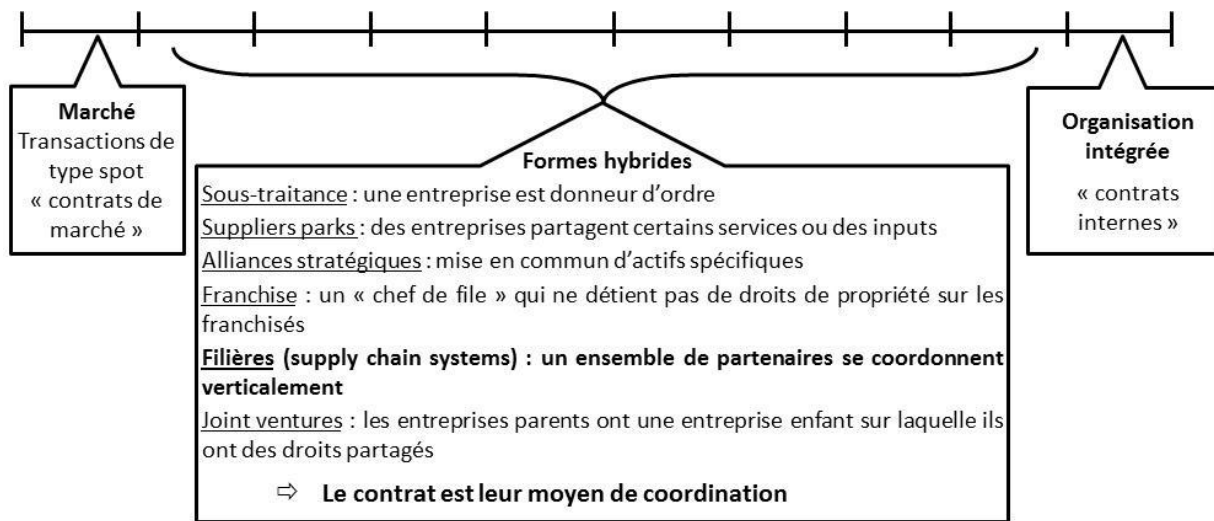 Marché
Transactions de
type spot
« contrats de
marché »
Formes hybrides
Sous-traitance : une entreprise est donneur d'ordre
Suppliers parks : des entreprises partagent certains services ou des inputs
Alliances stratégiques : mise en commun d'actifs spécifiques
Franchise : un « chef de file » qui ne détient pas de droits de propriété sur les
franchisés
Filières (supply chain systems) : un ensemble de partenaires se coordonnent
verticalement
Joint ventures : les entreprises parents ont une entreprise enfant sur laquelle ils
ont des droits partagés
⇨ Le contrat est leur moyen de coordination
Organisation
intégrée
« contrats
internes »